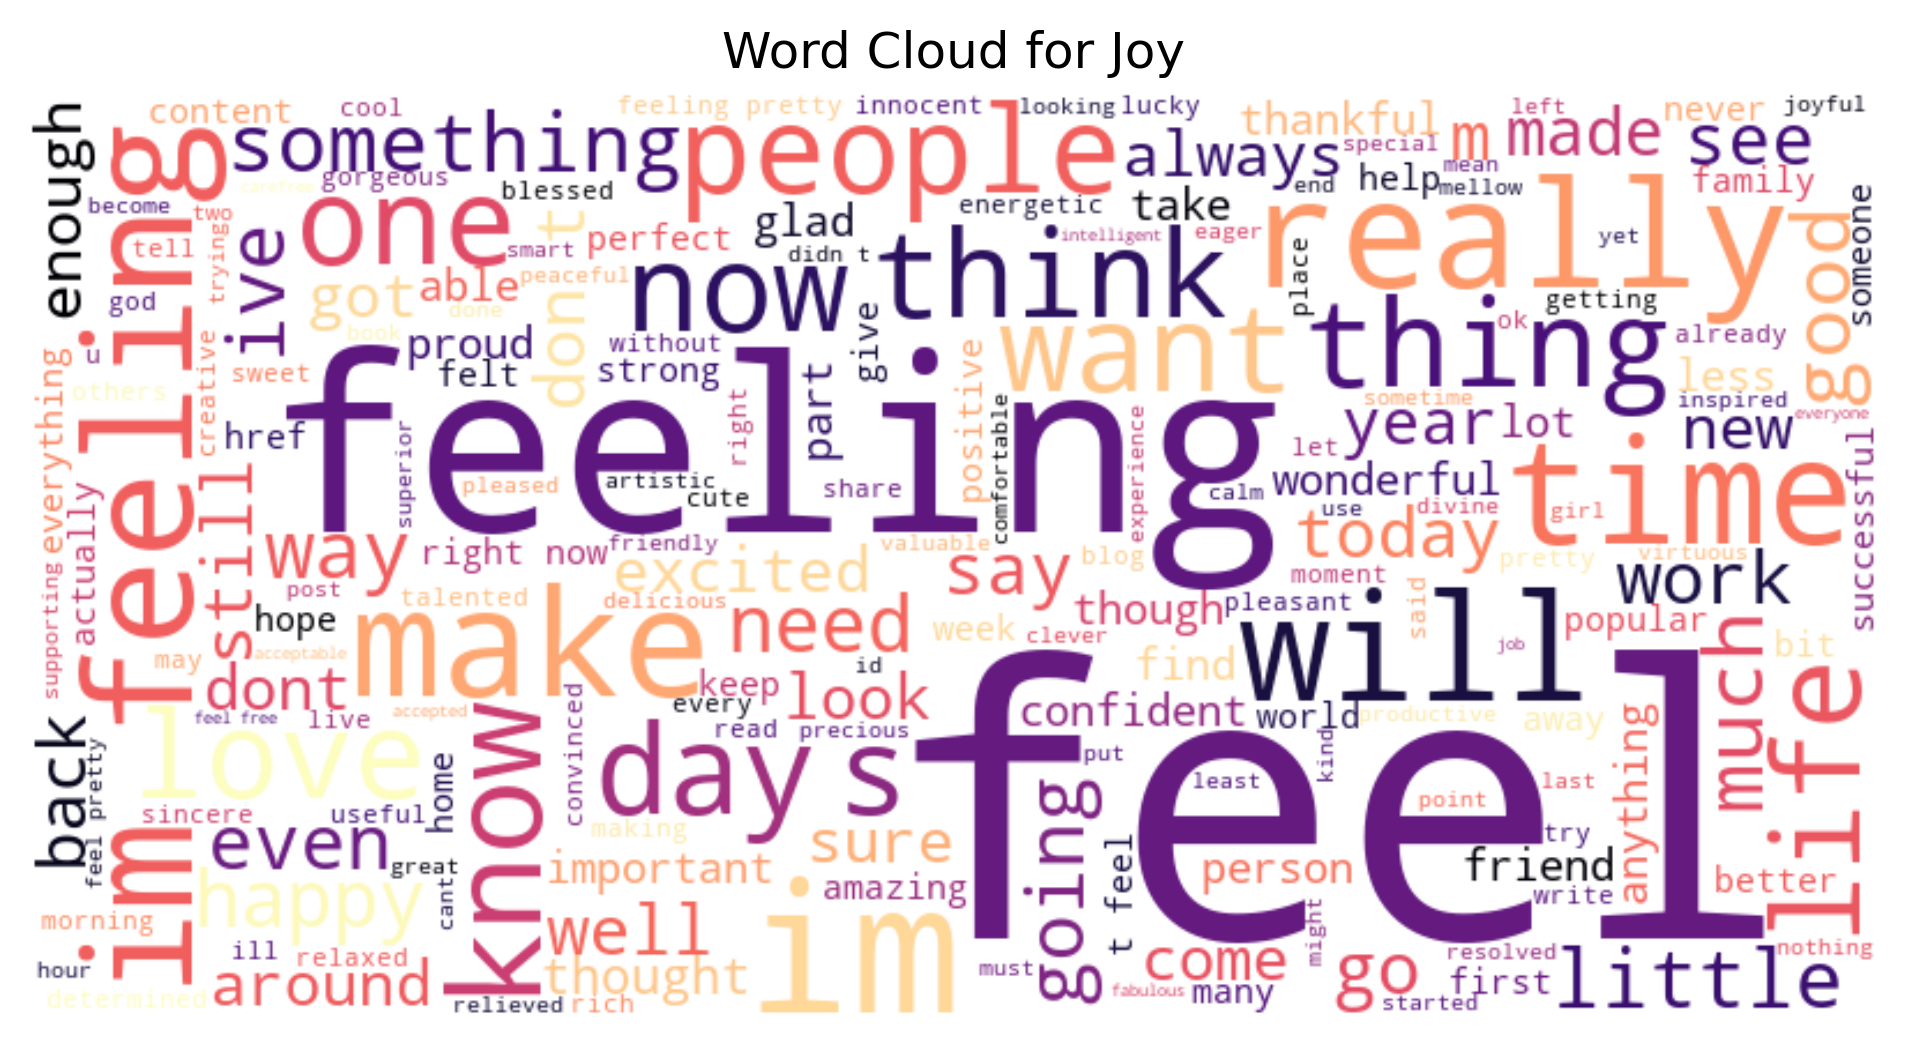 Word Cloud for Joy
enough
content
cool
feeling pretty
innocent
looking
lucky
thankful
m
left
made
never
joyful
something
people
always
special
see
carefree
gorgeous
blessed
end
help
mean
mellow
family
become
two
one
don t
energetic
take
really
good
someone
tell
trying
ive
smart
perfect
glad
didn t
think
intelligent
eager
place
yet
god
got
able
peaceful
done
now
give
want
thing
ok
getting
already
book
proud
felt
without
strong
part
positive
less
u
others
creative
sweet
feeling
right
comfortable
experience
sometime
inspired
everyone
everything
href
superior
year
lot
new
let
pleased
artistic
cute
share
calm
wonderful
use
divine
girl
time
successful
actually
still
way
right now
friendly
valuable
blog
today
pretty
virtuous
im feeling
supporting
post
hope
talented
excited
delicious
say
though
moment
pleasant
said
work
popular
may
acceptable
make
need
week
clever
find
will
job
much
bit
dont
keep
id
look
every
confident
world
productive
away
feel free
live
accepted
read
precious
back
feel pretty
love
home
know
convinced
days
s
feel
put
least
kind
point
last
anything
life
sincere
useful
even
great
making
sure
going
t feel
person
try
friend
write
better
happy
cant
important
amazing
morning
well
im
might
hour
ill
relaxed
thought
must
come
go
resolved
nothing
determined
around
relieved
rich
fabulous
many
started
first
little